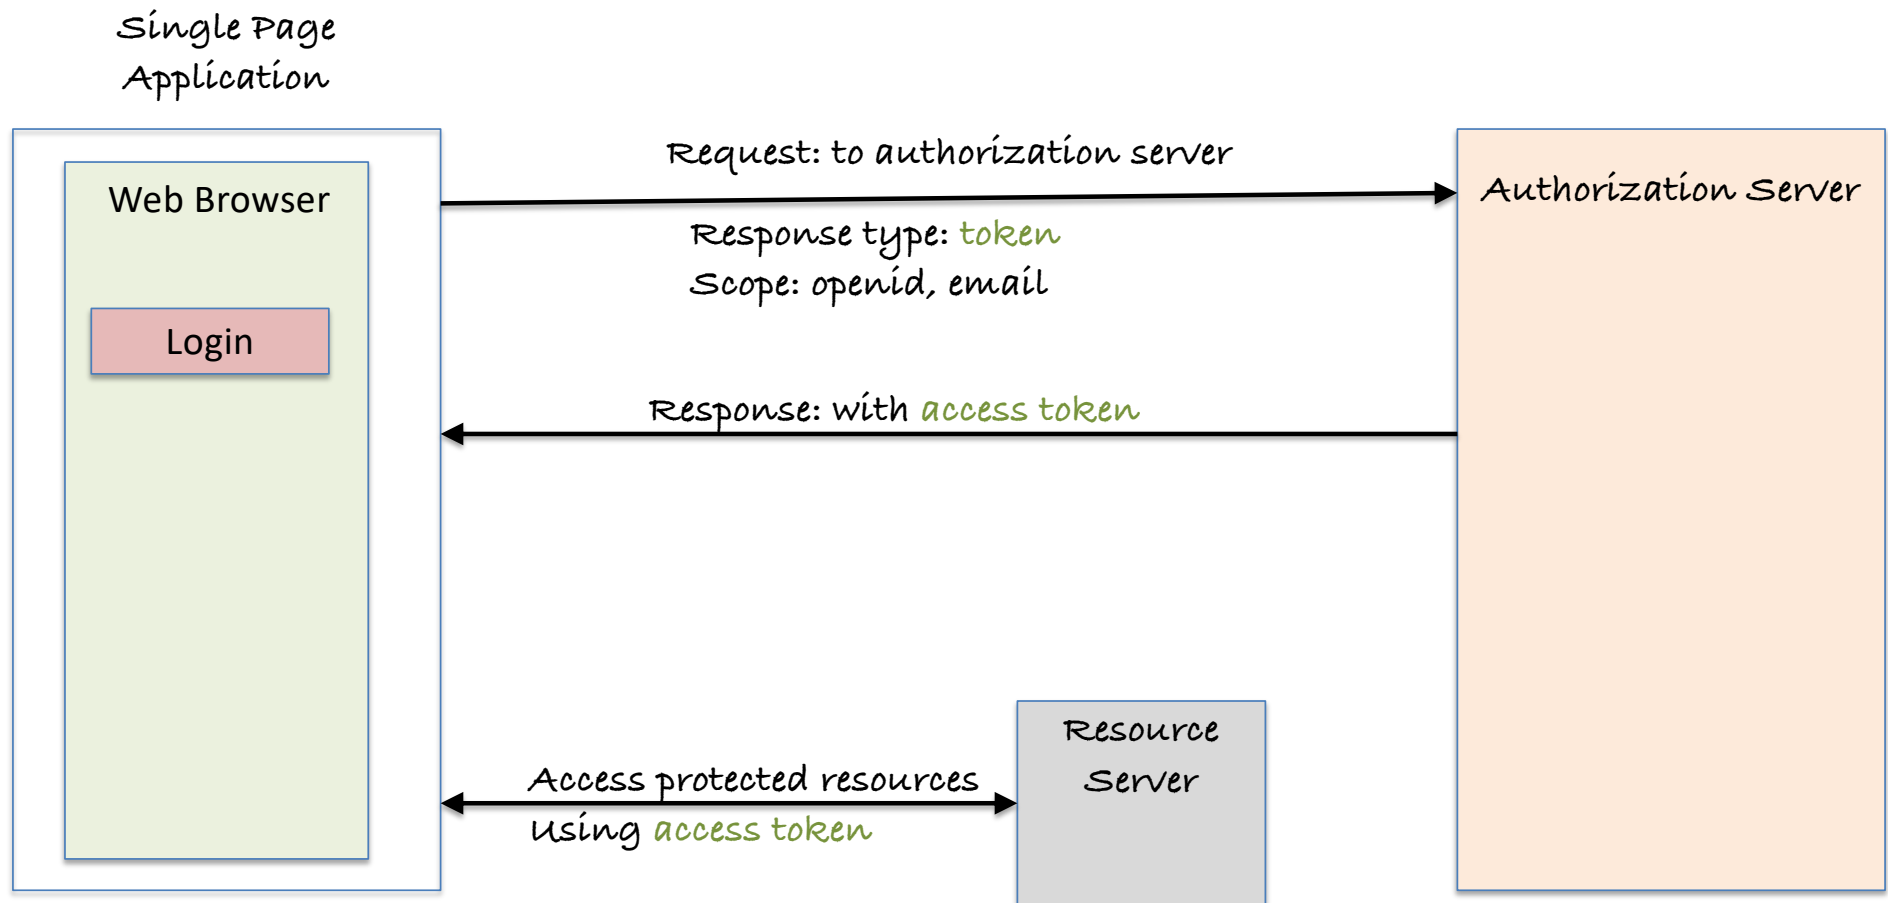 Single Page
Application
Web Browser
Login
Request: to authorization server
Response type: token
Scope: openid, email
Response: with access token
Authorization Server
Access protected resources
Using access token
Resource
Server